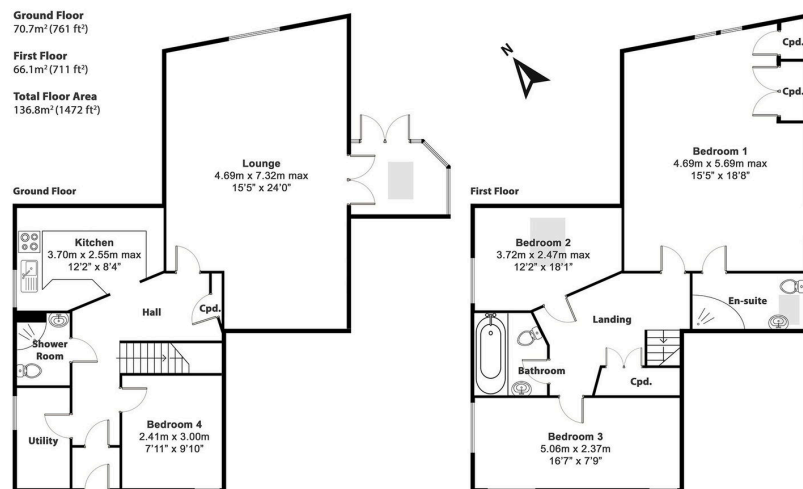 Ground Floor
70.7m² (761 ft²)
First Floor
66.1m² (711 ft²)
Total Floor Area
136.8m² (1472 ft²)
Ground Floor
Lounge
4.69m x 7.32m max
15'5" x 24'0"
Kitchen
3.70m x 2.55m max
12'2" x 8'4"
Hall
Cpd.
Shower
Room
Utility
Bedroom 4
2.41m x 3.00m
7'11" x 9'10"
N
First Floor
Cpd.
Cpd.
Bedroom 1
4.69m x 5.69m max
15'5" x 18'8"
Bedroom 2
3.72m x 2.47m max
12'2" x 18'1"
En-suite
Landing
Bathroom
Cpd.
Bedroom 3
5.06m x 2.37m
16'7" x 7'9"